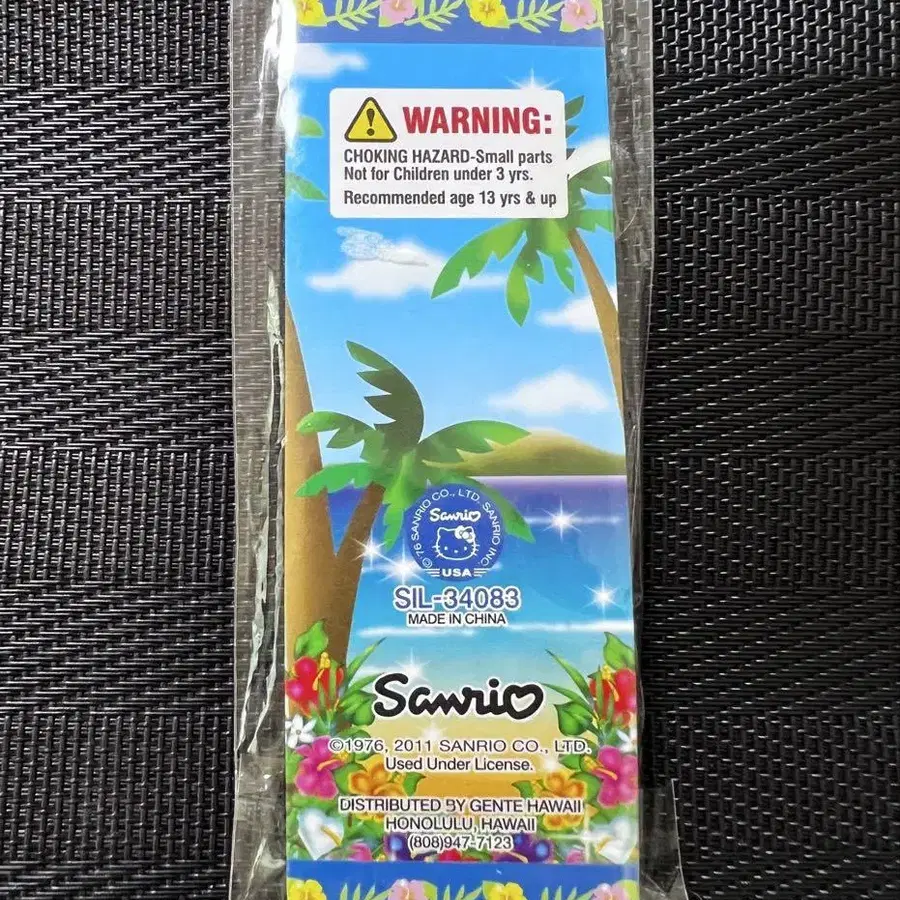 WARNING:
CHOKING HAZARD-Small parts
Not for Children under 3 yrs.
Recommended age 13 yrs & up
© '76 SANRIO CO., LTD. SANRIO INC.
Sanrio
USA
SIL-34083
MADE IN CHINA
Sanrio
©1976, 2011 SANRIO CO., LTD.
Used Under License.
DISTRIBUTED BY GENTE HAWAII
HONOLULU, HAWAII
(808)947-7123